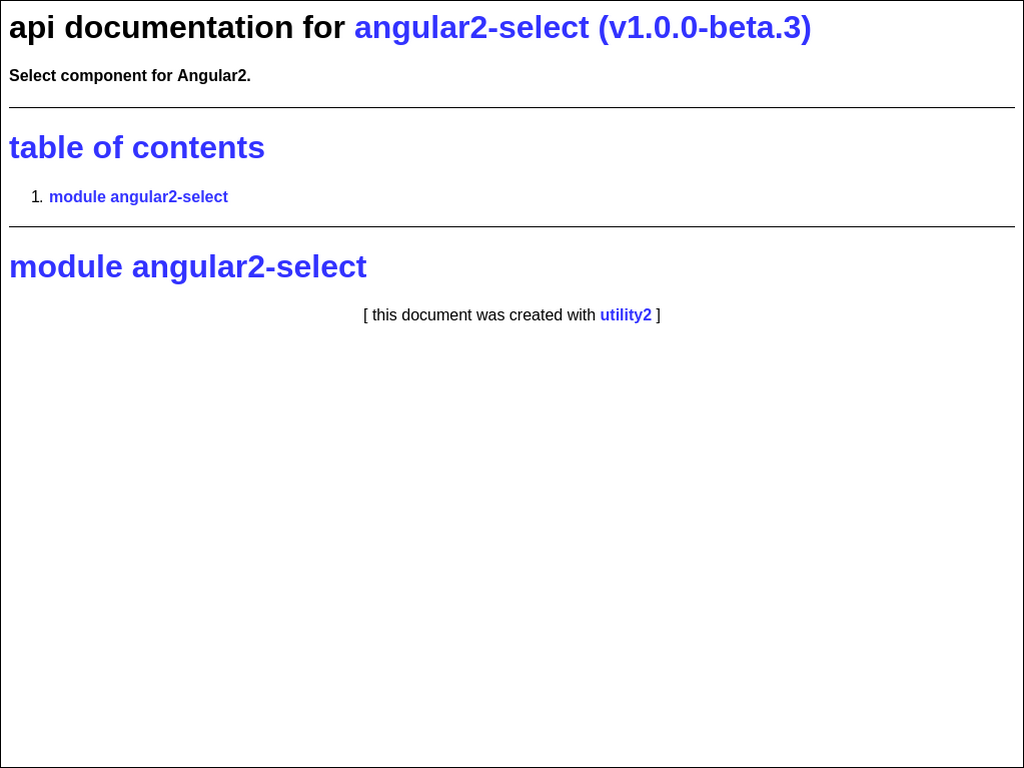 api documentation for angular2-select (v1.0.0-beta.3)
Select component for Angular2.
table of contents
1. module angular2-select
module angular2-select
[ this document was created with utility2 ]